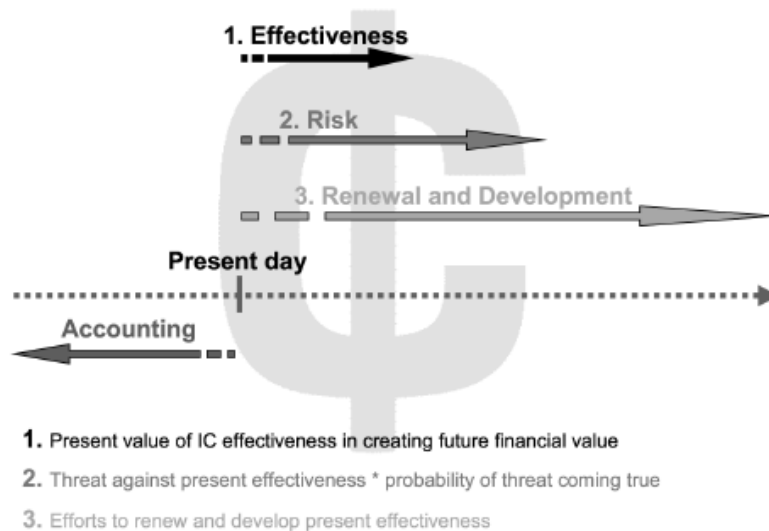 1. Effectiveness
2. Risk
3. Renewal and Development
Present day
Accounting
1. Present value of IC effectiveness in creating future financial value
2. Threat against present effectiveness * probability of threat coming true
3. Efforts to renew and develop present effectiveness